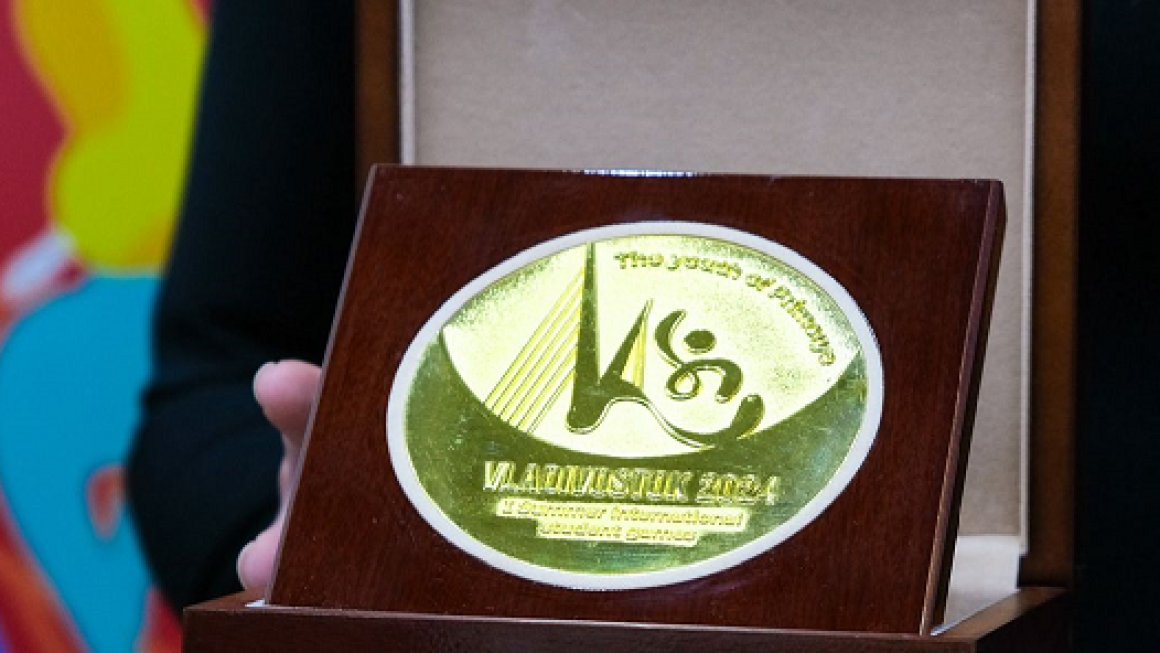 The youth of Primorye
VLADIVOSTOK 2024
I Summer international
student games